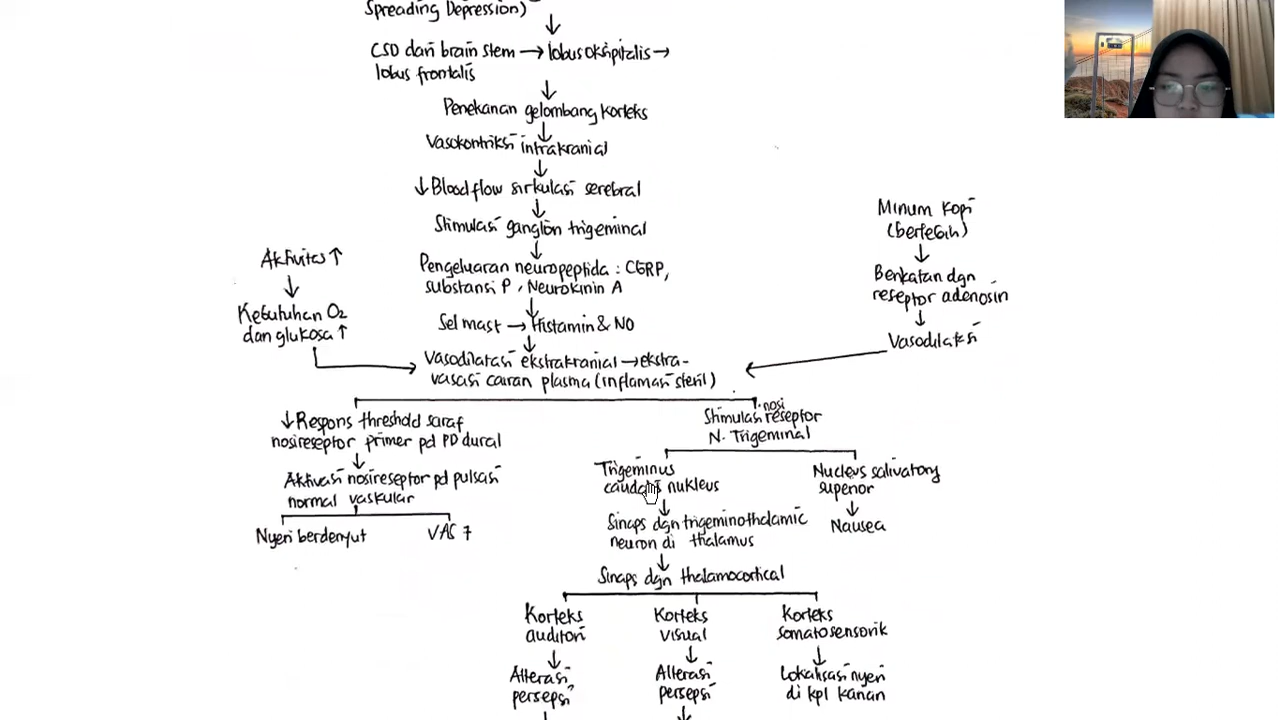 Spreading Depression)
CSD dari brain stem → lobus oksipitalis →
lobus frontalis
Penekanan gelombang korteks
Vasokontriksi intrakranial
↓ Blood flow sirkulasi serebral
Stimulasi ganglion trigeminal
Pengeluaran neuropeptida : CGRP,
substansi P, Neurokinin A
Sel mast → Histamin & NO
Vasodilatasi ekstrakranial → ekstra-
vasasi cairan plasma (inflamasi steril)
Aktivitas ↑
Kebutuhan O2
dan glukosa ↑
Minum kopi
(berlebih)
Berikatan dgn
reseptor adenosin
Vasodilaksi
↓ Respons threshold saraf
nosireseptor primer pd PD dural
Aktivasi nosireseptor pd pulsasi
normal vaskular
Nyeri berdenyut
VAS 7
nosi
Stimulasi reseptor
N. Trigeminal
Trigeminus
caudalis nukleus
Sinaps dgn trigeminothalamic
neuron di thalamus
Sinaps dgn thalamocortical
Nucleus salivatory
superior
Nausea
Korteks
auditori
Alterasi
persepsi
Korteks
visual
Alterasi
persepsi
Korteks
somatosensorik
Lokalisasi nyeri
di kpl kanan